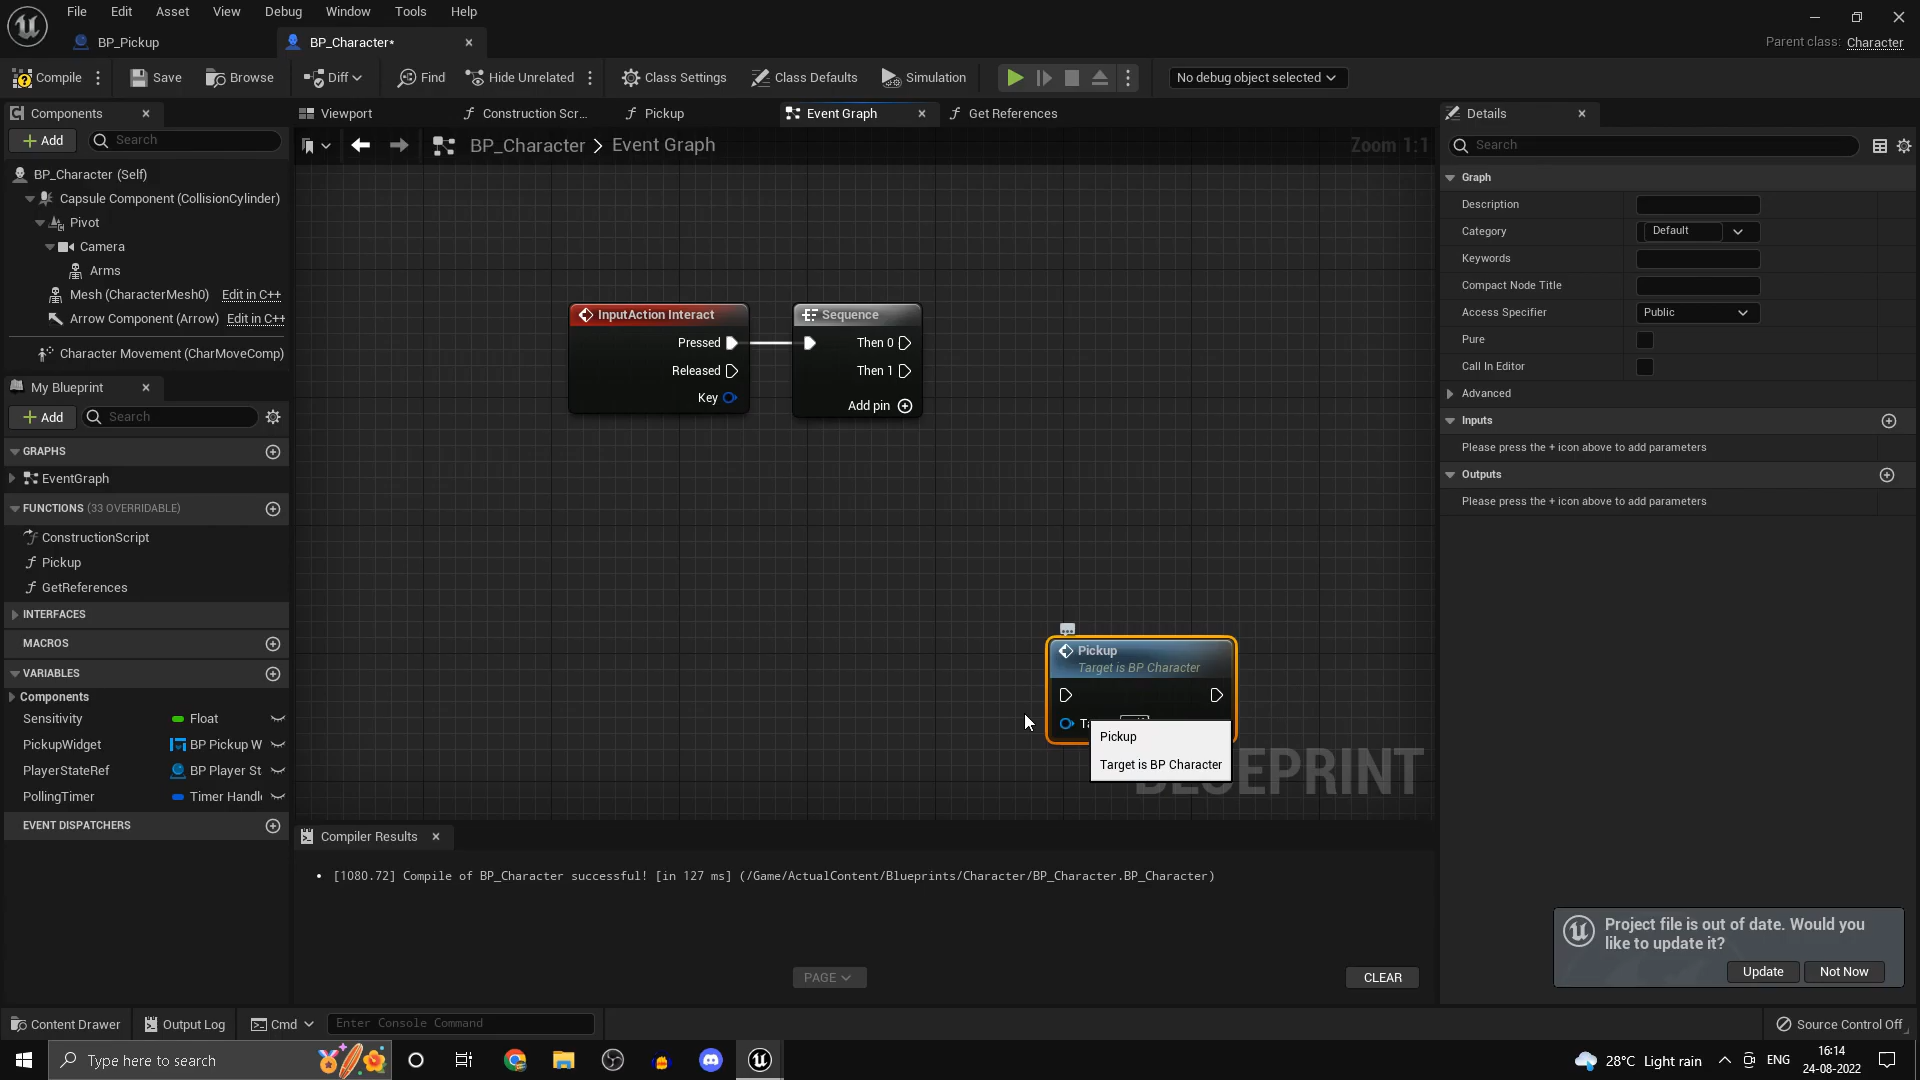 File Edit Asset View Debug Window Tools Help
BP_Pickup
BP_Character*
Parent class: Character
Compile
Save
Browse
Diff
Find
Hide Unrelated
Class Settings
Class Defaults
Simulation
No debug object selected
Components
Add
Search
BP_Character (Self)
Capsule Component (CollisionCylinder)
Pivot
Camera
Arms
Mesh (CharacterMesh0) Edit in C++
Arrow Component (Arrow) Edit in C++
Character Movement (CharMoveComp)
My Blueprint
Add
Search
GRAPHS
EventGraph
FUNCTIONS (33 OVERRIDABLE)
ConstructionScript
Pickup
GetReferences
INTERFACES
MACROS
VARIABLES
Components
Sensitivity Float
PickupWidget BP Pickup W
PlayerStateRef BP Player St
PollingTimer Timer Handl
EVENT DISPATCHERS
Viewport
Construction Scr...
Pickup
Event Graph
Get References
BP_Character > Event Graph
Zoom 1:1
InputAction Interact
Pressed
Released
Key
Sequence
Then 0
Then 1
Add pin
Pickup
Target is BP Character
Pickup
Target is BP Character
BLUEPRINT
Compiler Results
• [1080.72] Compile of BP_Character successful! [in 127 ms] (/Game/ActualContent/Blueprints/Character/BP_Character.BP_Character)
PAGE
CLEAR
Details
Search
Graph
Description
Category Default
Keywords
Compact Node Title
Access Specifier Public
Pure
Call In Editor
Advanced
Inputs
Please press the + icon above to add parameters
Outputs
Please press the + icon above to add parameters
Project file is out of date. Would you
like to update it?
Update
Not Now
Content Drawer
Output Log
Cmd
Enter Console Command
Source Control Off
Type here to search
28°C Light rain
ENG
16:14
24-08-2022